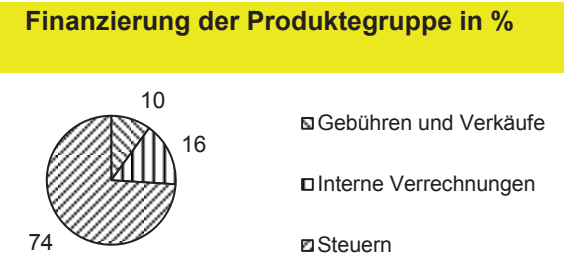 Finanzierung der Produktegruppe in %
10
Gebühren und Verkäufe
16
Interne Verrechnungen
74
Steuern